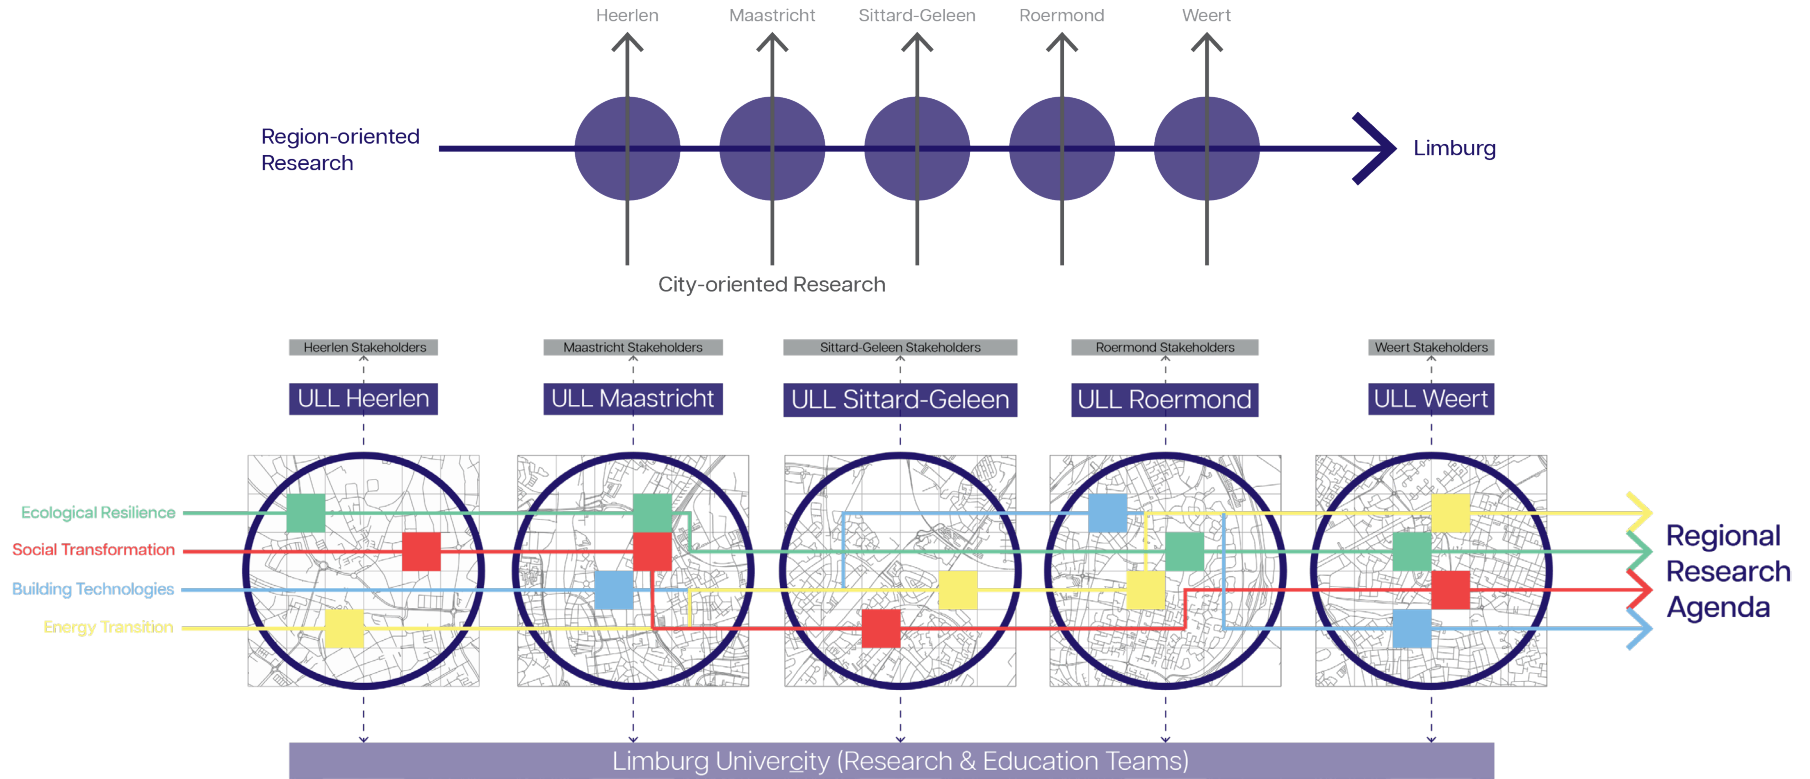 Heerlen
Maastricht
Sittard-Geleen
Roermond
Weert
Region-oriented
Research
Limburg
City-oriented Research
Heerlen Stakeholders
Maastricht Stakeholders
Sittard-Geleen Stakeholders
Roermond Stakeholders
Weert Stakeholders
ULL Heerlen
ULL Maastricht
ULL Sittard-Geleen
ULL Roermond
ULL Weert
Ecological Resilience
Social Transformation
Building Technologies
Energy Transition
Regional
Research
Agenda
Limburg Univercity (Research & Education Teams)